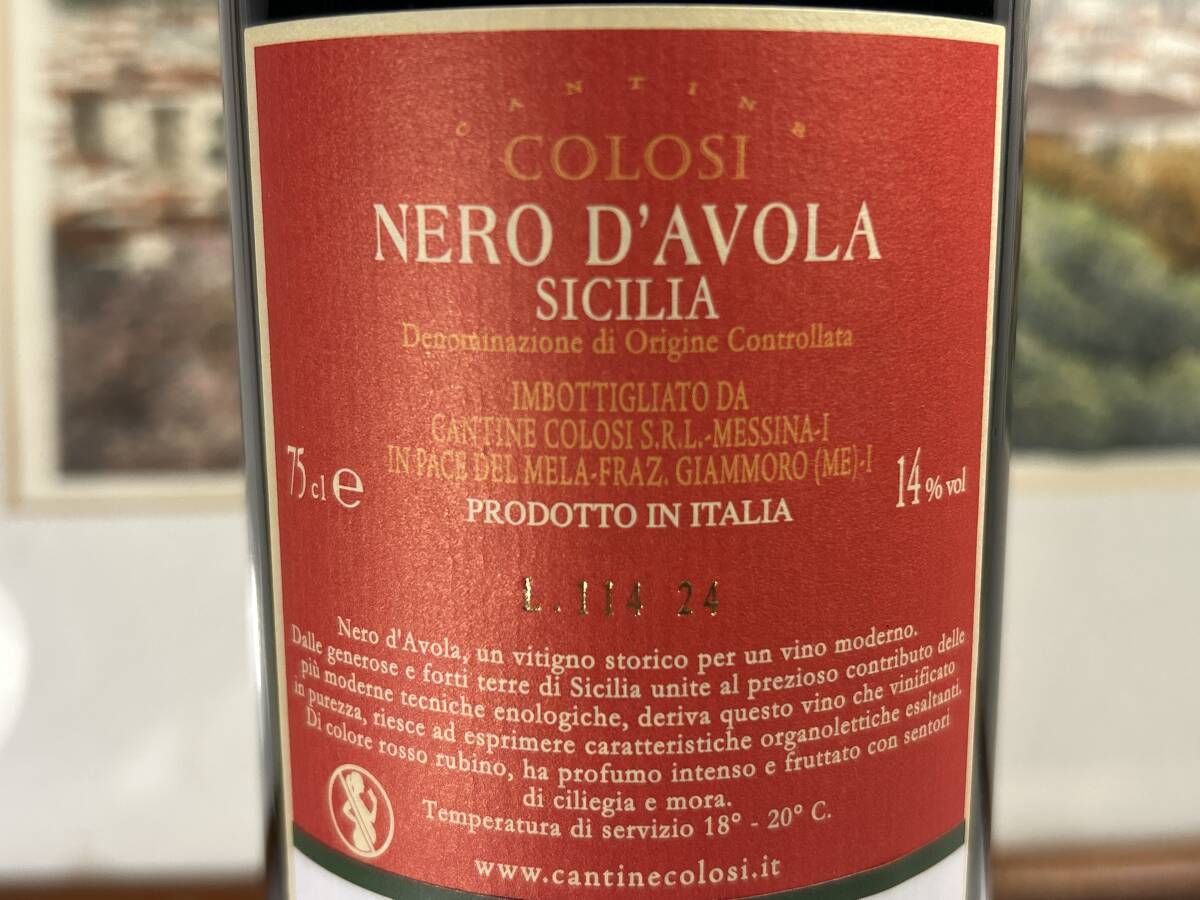 CANTINE
COLOSI
NERO D'AVOLA
SICILIA
Denominazione di Origine Controllata
IMBOTTIGLIATO DA
CANTINE COLOSI S.R.L.-MESSINA-I
IN PACE DEL MELA-FRAZ. GIAMMORO (ME)-I
75 cl e
14 % vol
PRODOTTO IN ITALIA
L.114 24
Nero d'Avola, un vitigno storico per un vino moderno.
Dalle generose e forti terre di Sicilia unite al prezioso contributo delle
più moderne tecniche enologiche, deriva questo vino che vinificato
in purezza, riesce ad esprimere caratteristiche organolettiche esaltanti.
Di colore rosso rubino, ha profumo intenso e fruttato con sentori
di ciliegia e mora.
Temperatura di servizio 18° - 20° C.
www.cantinecolosi.it